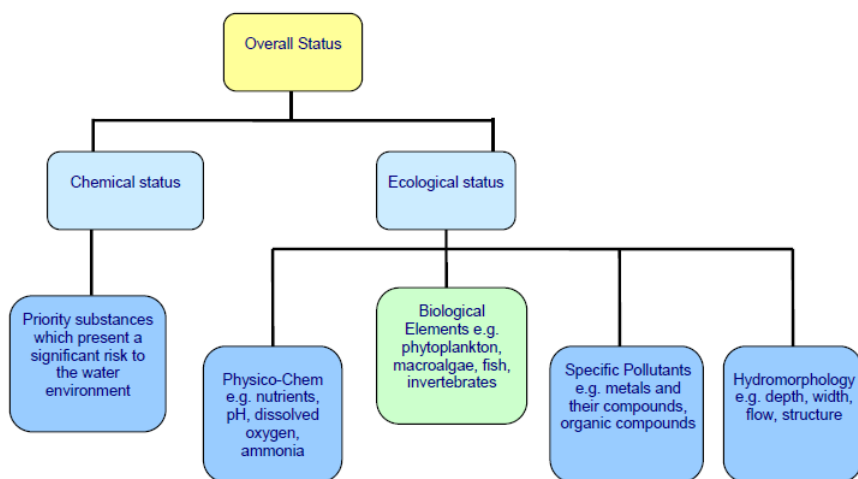 Overall Status
Chemical status
Ecological status
Priority substances
which present a
significant risk to
the water
environment
Physico-Chem
e.g. nutrients,
pH, dissolved
oxygen,
ammonia
Biological
Elements e.g.
phytoplankton,
macroalgae, fish,
invertebrates
Specific Pollutants
e.g. metals and
their compounds,
organic compounds
Hydromorphology
e.g. depth, width,
flow, structure